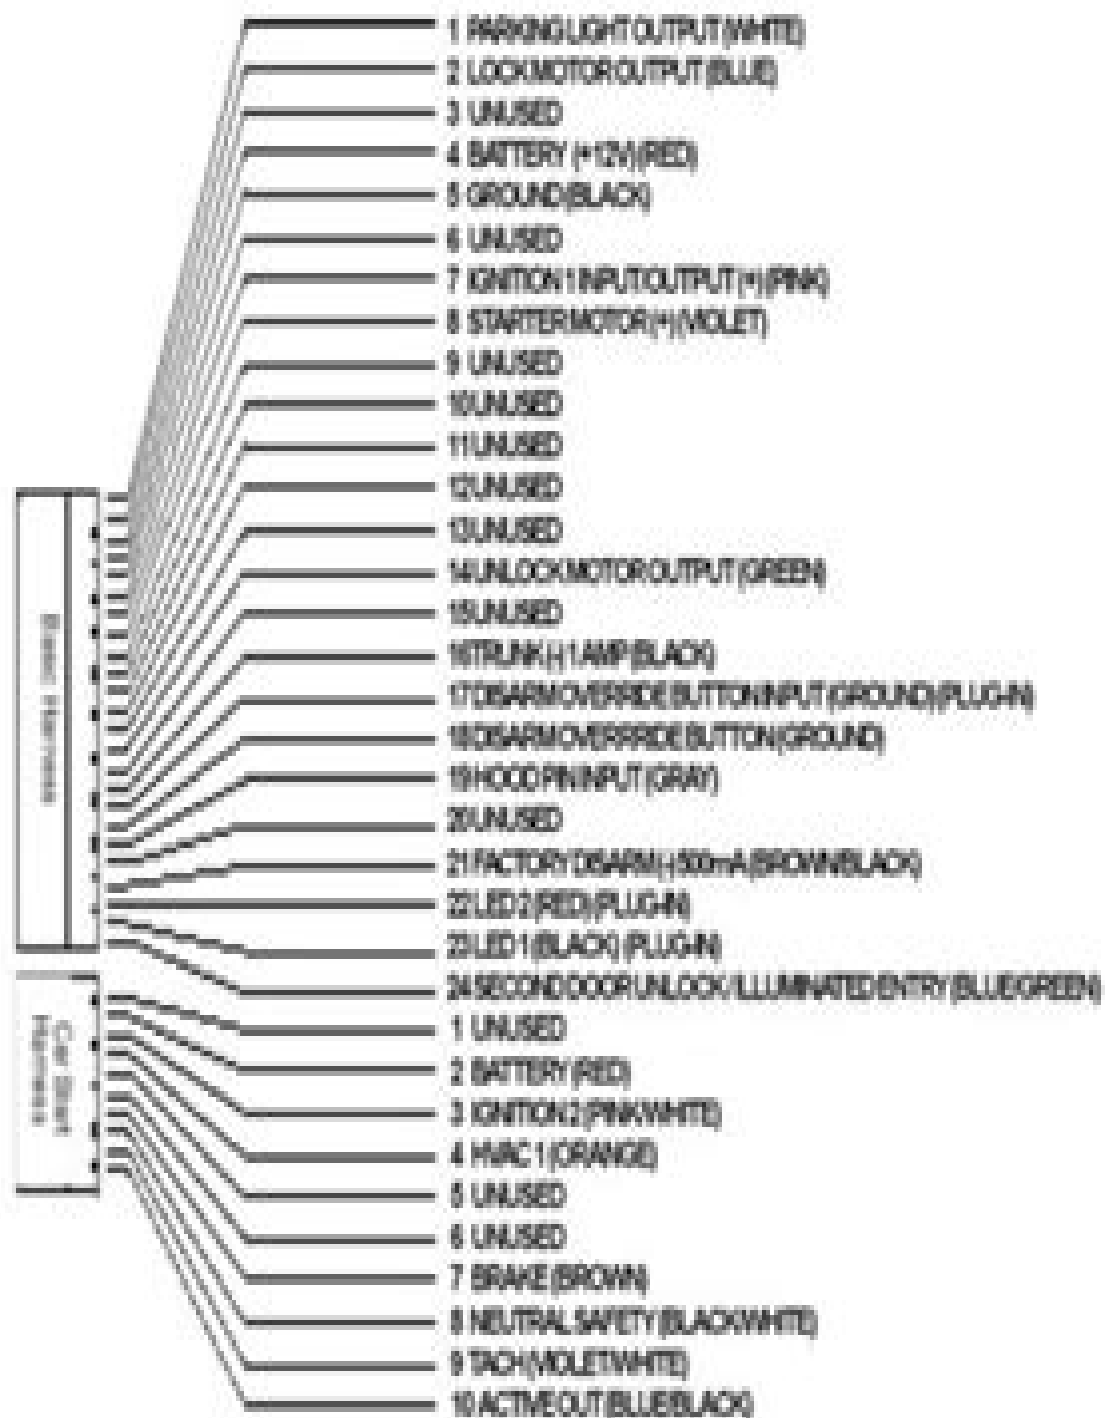 1 PARKING LIGHT OUTPUT (WHITE)
2 LOCK MOTOR OUTPUT (BLUE)
3 UNUSED
4 BATTERY (+12V) (RED)
5 GROUND (BLACK)
6 UNUSED
7 IGNITION 1 INPUT/OUTPUT (+) (PINK)
8 STARTER MOTOR (+) (VIOLET)
9 UNUSED
10 UNUSED
11 UNUSED
12 UNUSED
13 UNUSED
14 UNLOCK MOTOR OUTPUT (GREEN)
15 UNUSED
16 TRUNK (-) 1 AMP (BLACK)
17 DISARM OVERRIDE BUTTON INPUT (GROUND) (PLUG-IN)
18 DISARM OVERRRIDE BUTTON (GROUND)
19 HOOD PIN INPUT (GRAY)
20 UNUSED
21 FACTORY DISARM (-) 500mA (BROWN/BLACK)
22 LED 2 (RED) (PLUG-IN)
23 LED 1 (BLACK) (PLUG-IN)
24 SECOND DOOR UNLOCK / ILLUMINATED ENTRY (BLUE/GREEN)
Basic Harness
1 UNUSED
2 BATTERY (RED)
3 IGNITION 2 (PINK/WHITE)
4 HVAC 1 (ORANGE)
5 UNUSED
6 UNUSED
7 BRAKE (BROWN)
8 NEUTRAL SAFETY (BLACK/WHITE)
9 TACH (VIOLET/WHITE)
10 ACTIVE OUT (BLUE/BLACK)
Car Start
Harness